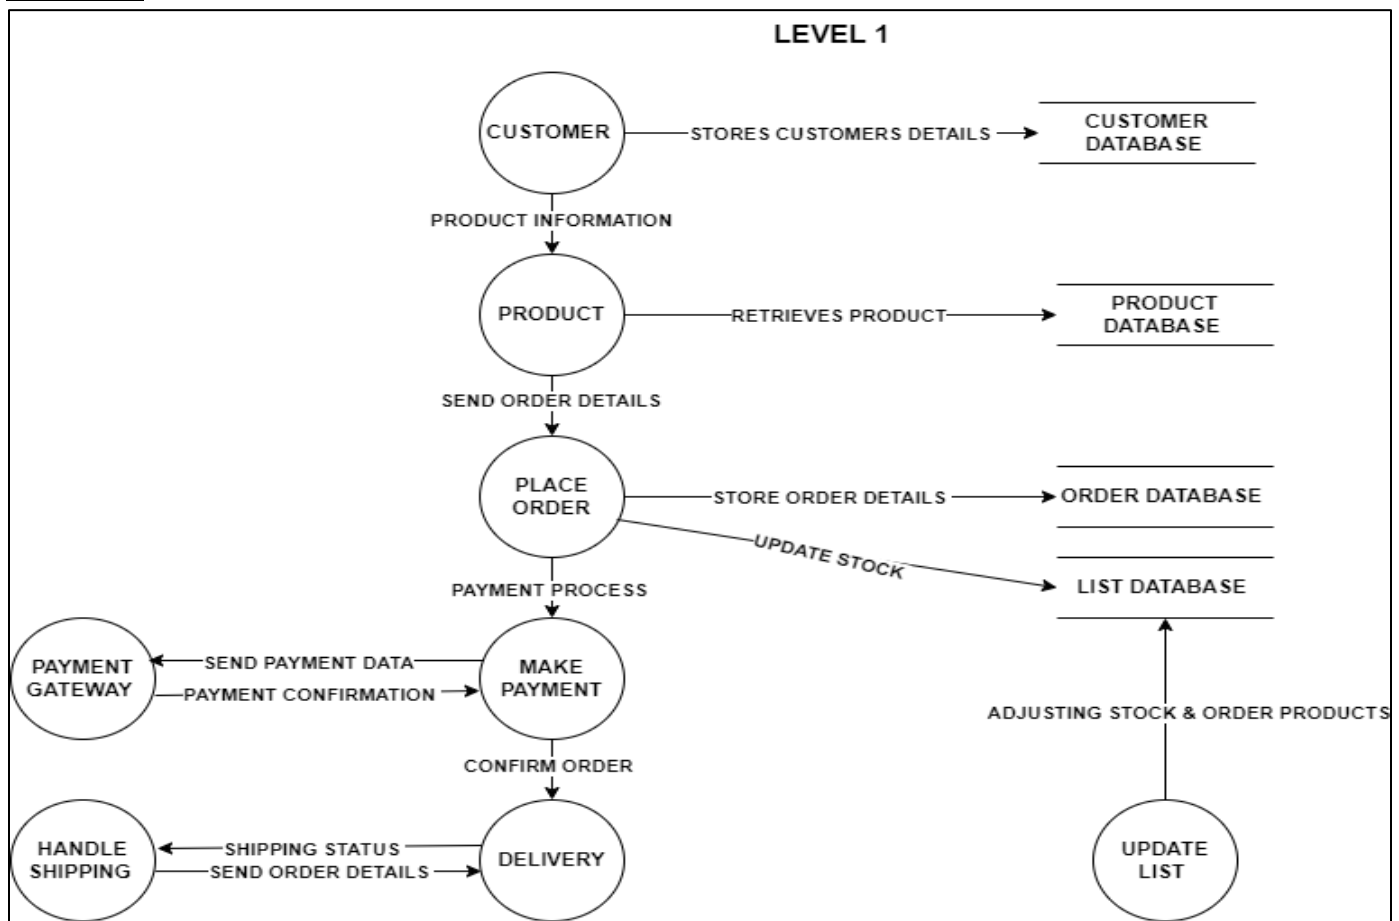 LEVEL 1
CUSTOMER
STORES CUSTOMERS DETAILS
CUSTOMER
DATABASE
PRODUCT INFORMATION
PRODUCT
RETRIEVES PRODUCT
PRODUCT
DATABASE
SEND ORDER DETAILS
PLACE
ORDER
STORE ORDER DETAILS
ORDER DATABASE
UPDATE STOCK
LIST DATABASE
PAYMENT PROCESS
PAYMENT
GATEWAY
SEND PAYMENT DATA
PAYMENT CONFIRMATION
MAKE
PAYMENT
ADJUSTING STOCK & ORDER PRODUCTS
CONFIRM ORDER
HANDLE
SHIPPING
SHIPPING STATUS
SEND ORDER DETAILS
DELIVERY
UPDATE
LIST